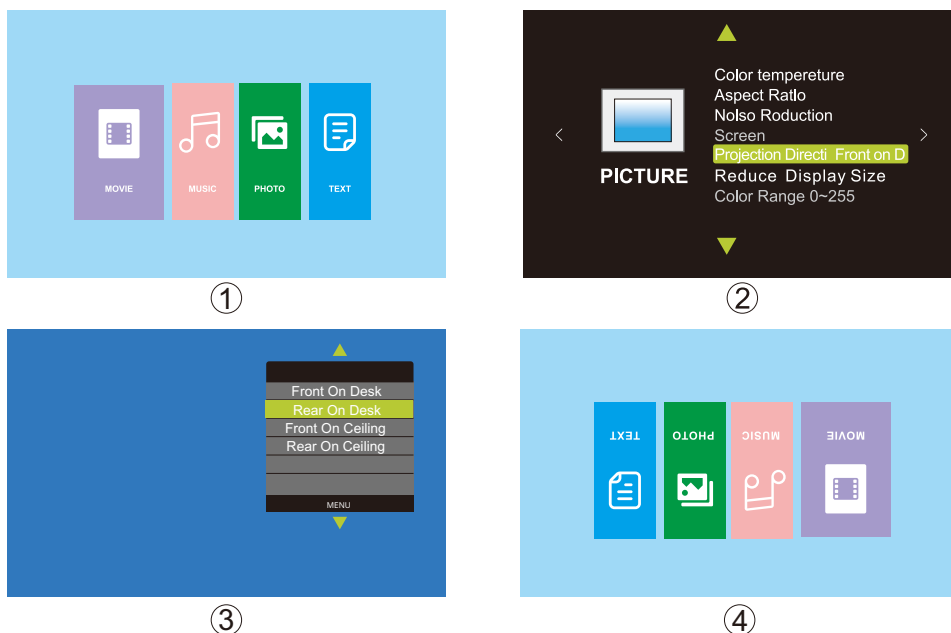 MOVIE
MUSIC
PHOTO
TEXT
①
Color tempereture
Aspect Ratlo
Nolso Roduction
Screen
Projection Directi Front on D
Reduce Display Size
Color Range 0~255
PICTURE
②
Front On Desk
Rear On Desk
Front On Ceiling
Rear On Ceiling
MENU
③
TEXT
PHOTO
MUSIC
MOVIE
④